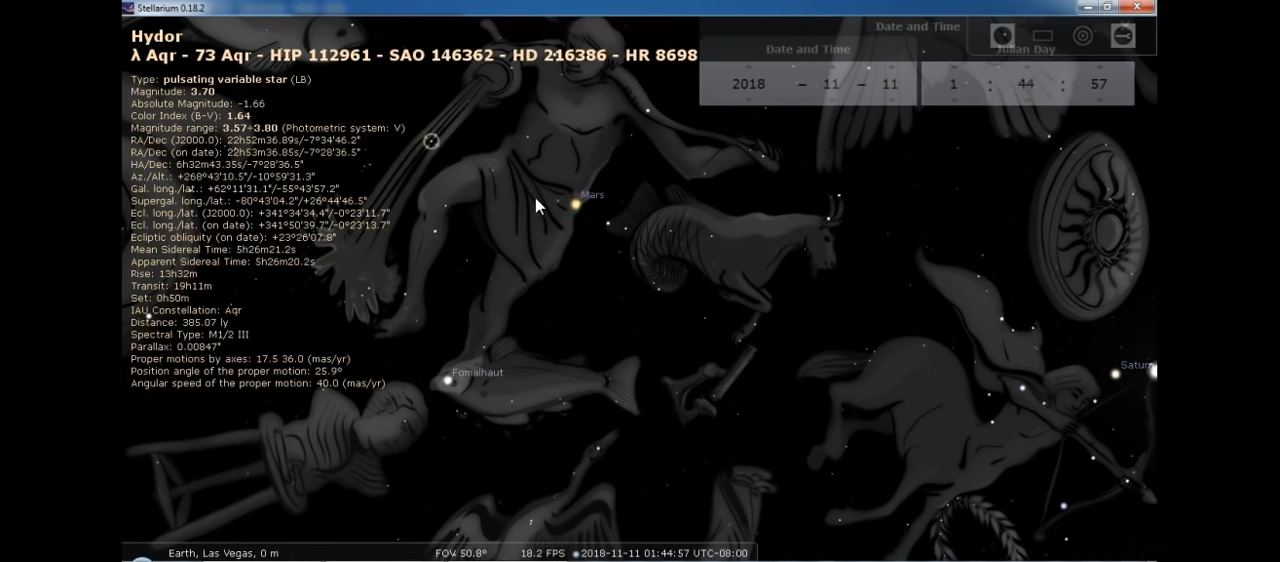 Stellarium 0.18.2
Hydor
λ Aqr - 73 Aqr - HIP 112961 - SAO 146362 - HD 216386 - HR 8698
Type: pulsating variable star (LB)
Magnitude: 3.70
Absolute Magnitude: -1.66
Color Index (B-V): 1.64
Magnitude range: 3.57÷3.80 (Photometric system: V)
RA/Dec (J2000.0): 22h52m36.89s/-7°34'46.2"
RA/Dec (on date): 22h53m36.85s/-7°28'36.5"
HA/Dec: 6h32m43.35s/-7°28'36.5"
Az./Alt.: +268°43'10.5"/-10°59'31.3"
Gal. long./lat.: +62°11'31.1"/-55°43'57.2"
Supergal. long./lat.: -80°43'04.2"/+26°44'46.5"
Ecl. long./lat. (J2000.0): +341°34'34.4"/-0°23'11.7"
Ecl. long./lat. (on date): +341°50'39.7"/-0°23'13.7"
Ecliptic obliquity (on date): +23°26'07.8"
Mean Sidereal Time: 5h26m21.2s
Apparent Sidereal Time: 5h26m20.2s
Rise: 13h32m
Transit: 19h11m
Set: 0h50m
IAU Constellation: Aqr
Distance: 385.07 ly
Spectral Type: M1/2 III
Parallax: 0.00847"
Proper motions by axes: 17.5 36.0 (mas/yr)
Position angle of the proper motion: 25.9°
Angular speed of the proper motion: 40.0 (mas/yr)
Date and Time
Date and Time Julian Day
2018 - 11 - 11 1 : 44 : 57
Mars
Fomalhaut
Saturn
Earth, Las Vegas, 0 m FOV 50.8° 18.2 FPS 2018-11-11 01:44:57 UTC-08:00